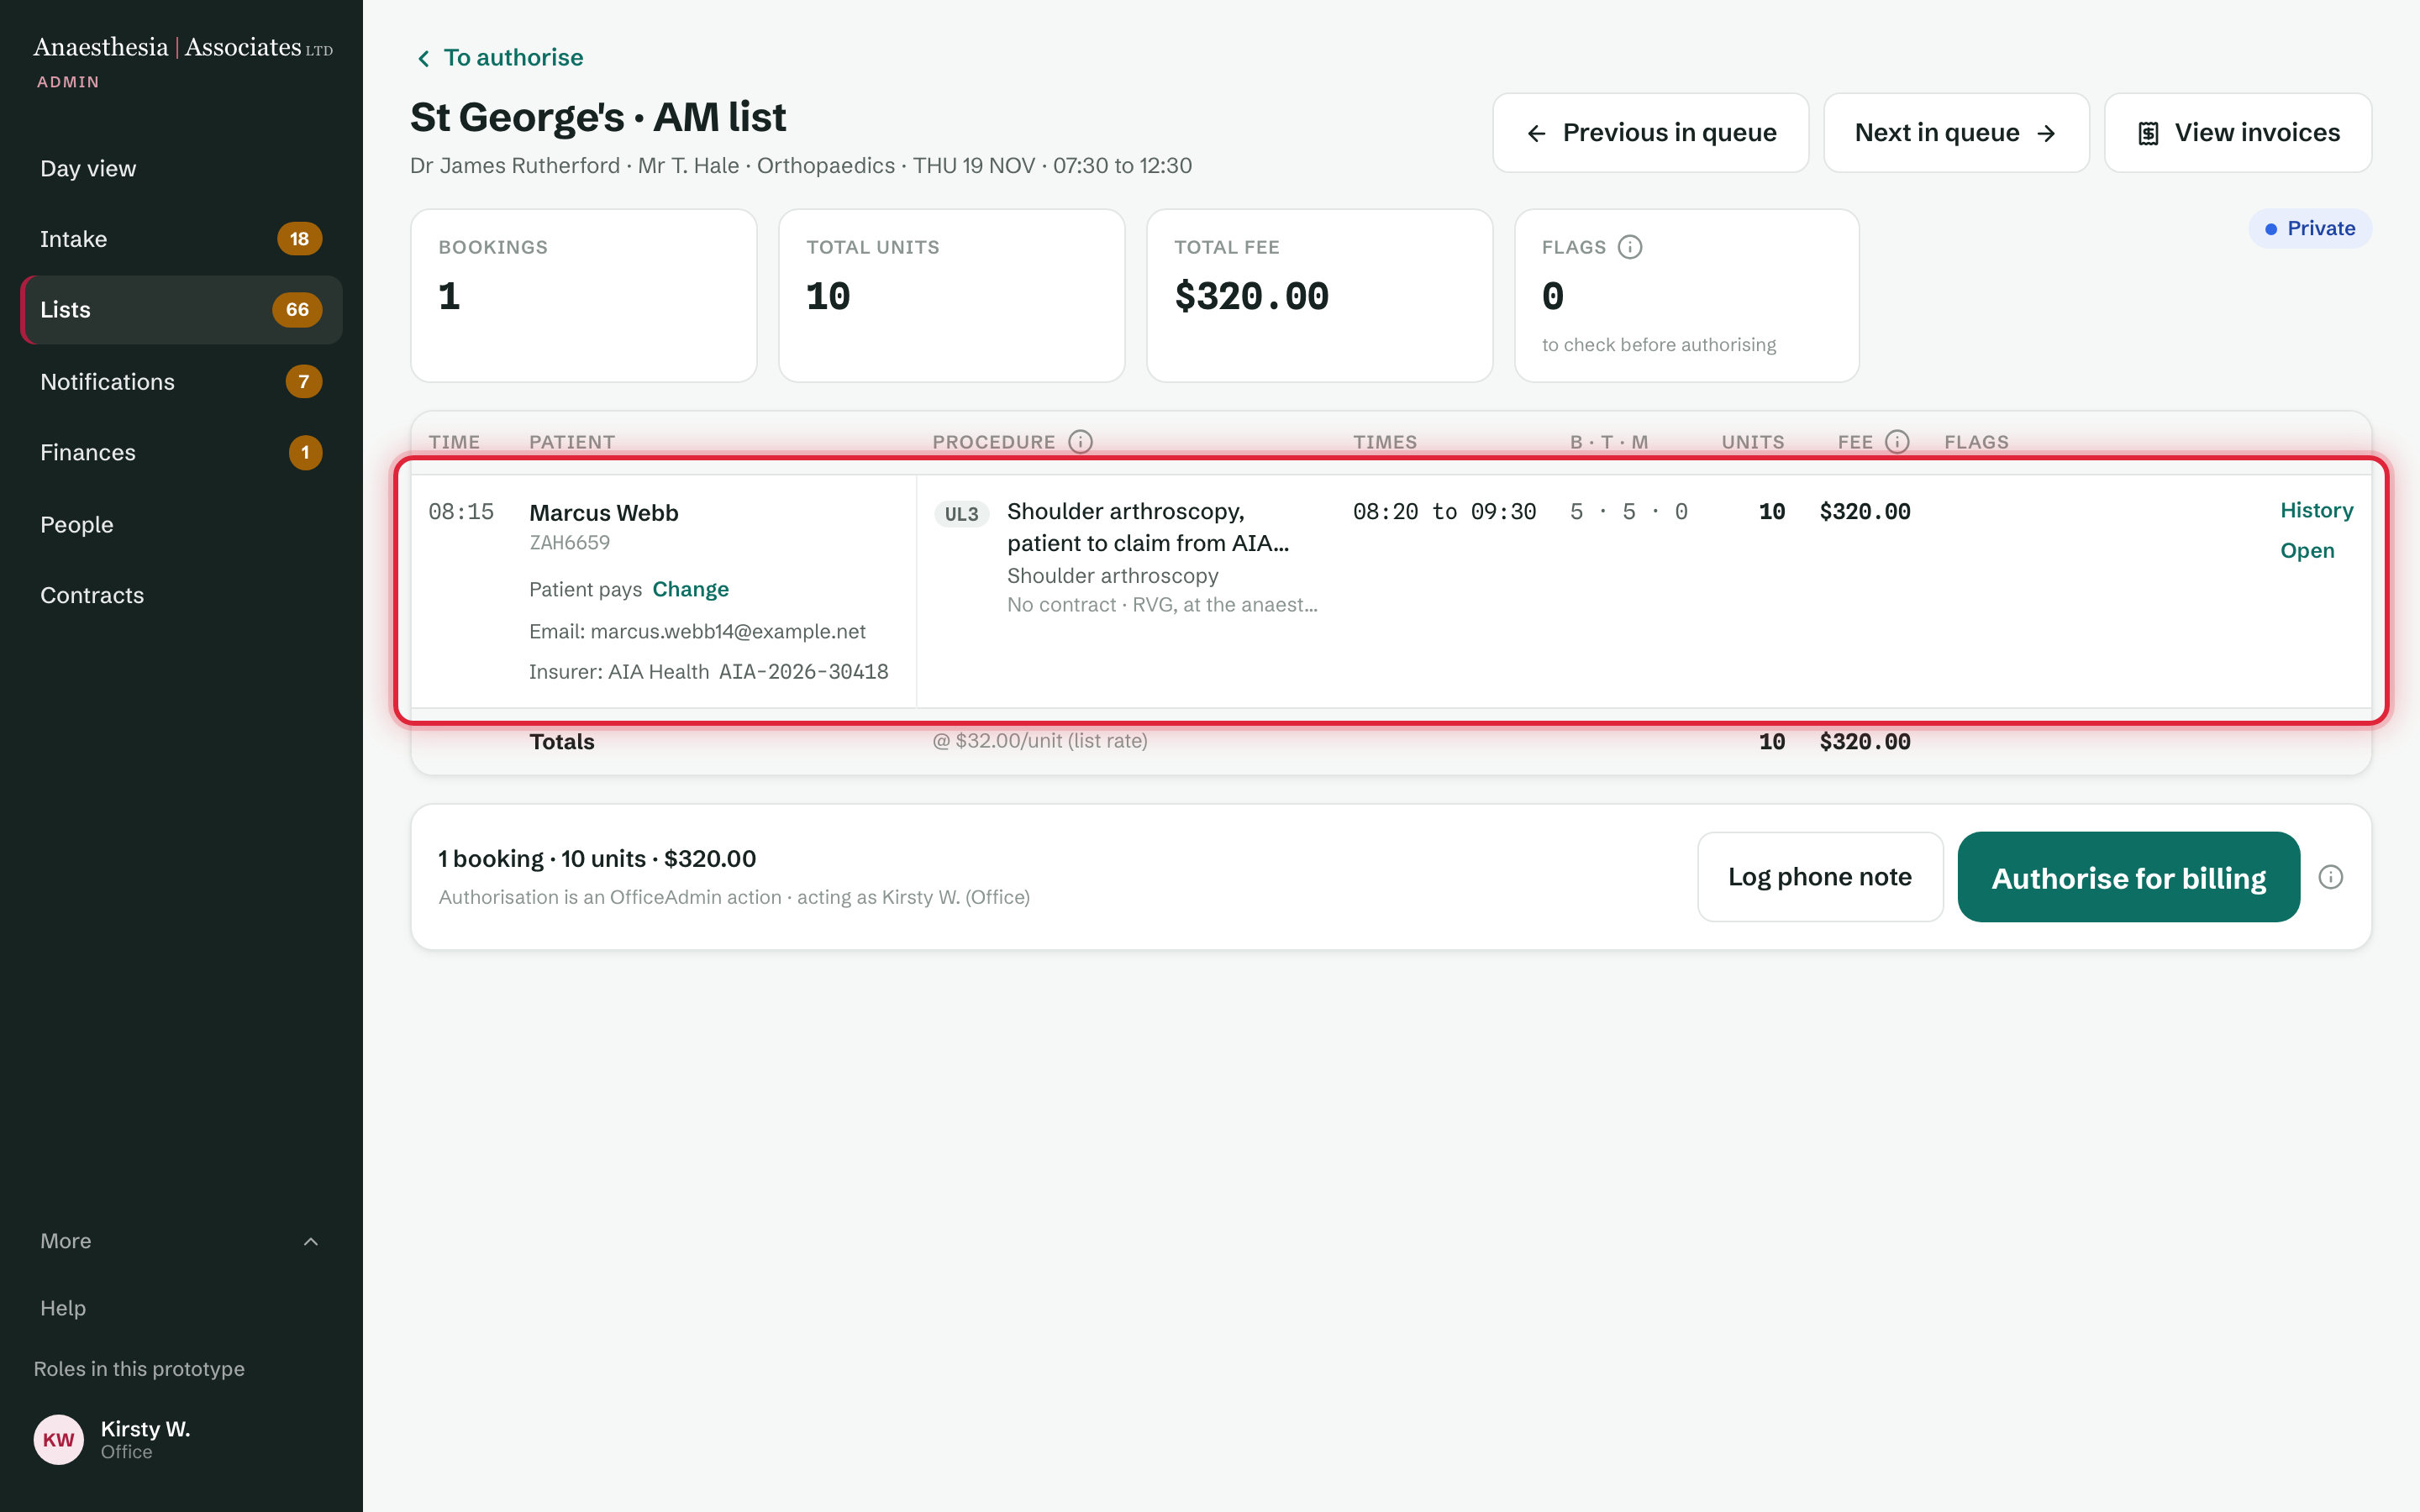 Anaesthesia | Associates LTD
ADMIN
Day view
Intake 18
Lists 66
Notifications 7
Finances 1
People
Contracts
More
Help
Roles in this prototype
KW
Kirsty W.
Office
To authorise
St George's · AM list
Dr James Rutherford · Mr T. Hale · Orthopaedics · THU 19 NOV · 07:30 to 12:30
Previous in queue
Next in queue
View invoices
BOOKINGS
1
TOTAL UNITS
10
TOTAL FEE
$320.00
FLAGS
0
to check before authorising
Private
TIME PATIENT PROCEDURE TIMES B · T · M UNITS FEE FLAGS
08:15
Marcus Webb
ZAH6659
Patient pays Change
Email: marcus.webb14@example.net
Insurer: AIA Health AIA-2026-30418
UL3
Shoulder arthroscopy,
patient to claim from AIA...
Shoulder arthroscopy
No contract · RVG, at the anaest...
08:20 to 09:30 5 · 5 · 0 10 $320.00
History
Open
Totals @ $32.00/unit (list rate) 10 $320.00
1 booking · 10 units · $320.00
Authorisation is an OfficeAdmin action · acting as Kirsty W. (Office)
Log phone note
Authorise for billing